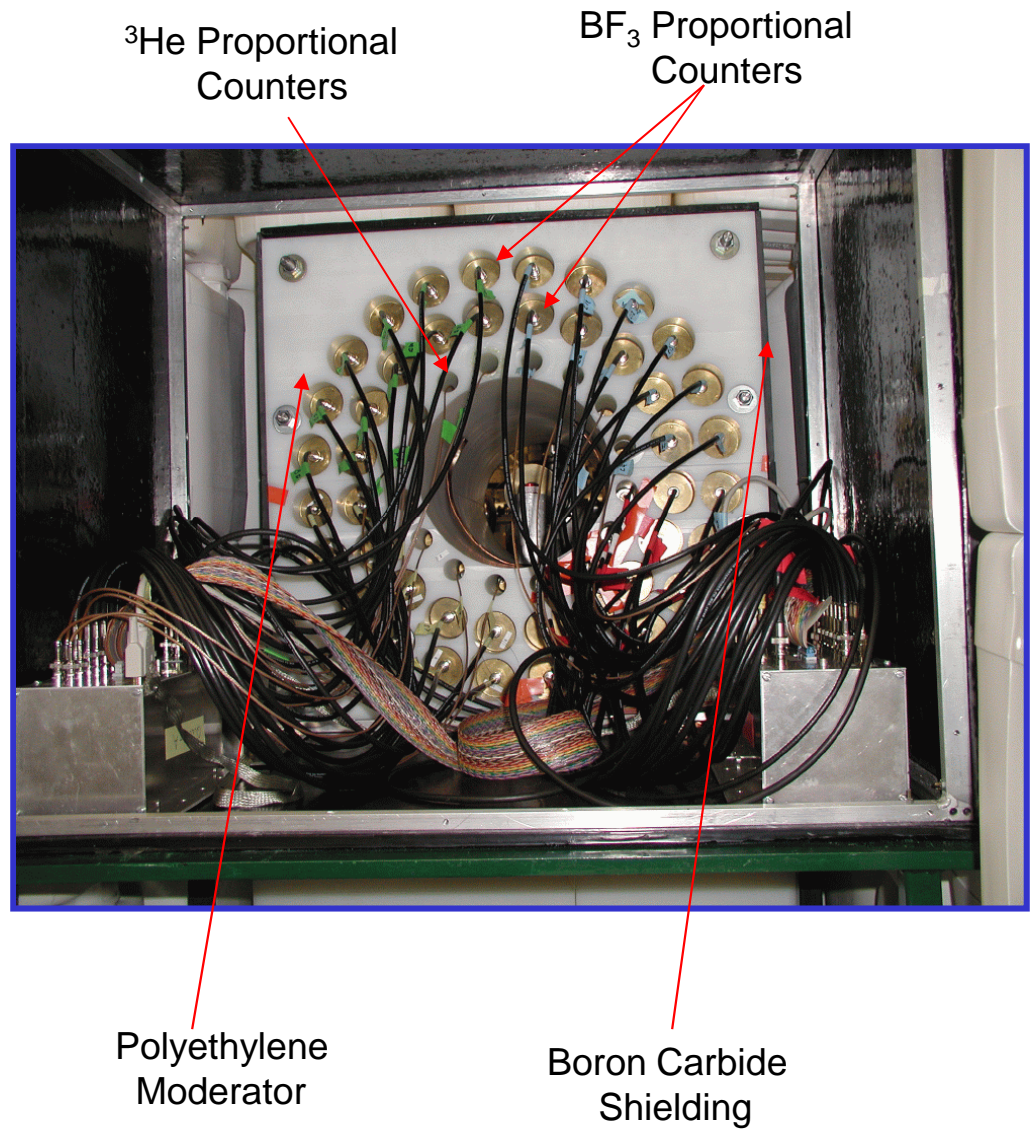 ³He Proportional
Counters
BF₃ Proportional
Counters
Polyethylene
Moderator
Boron Carbide
Shielding